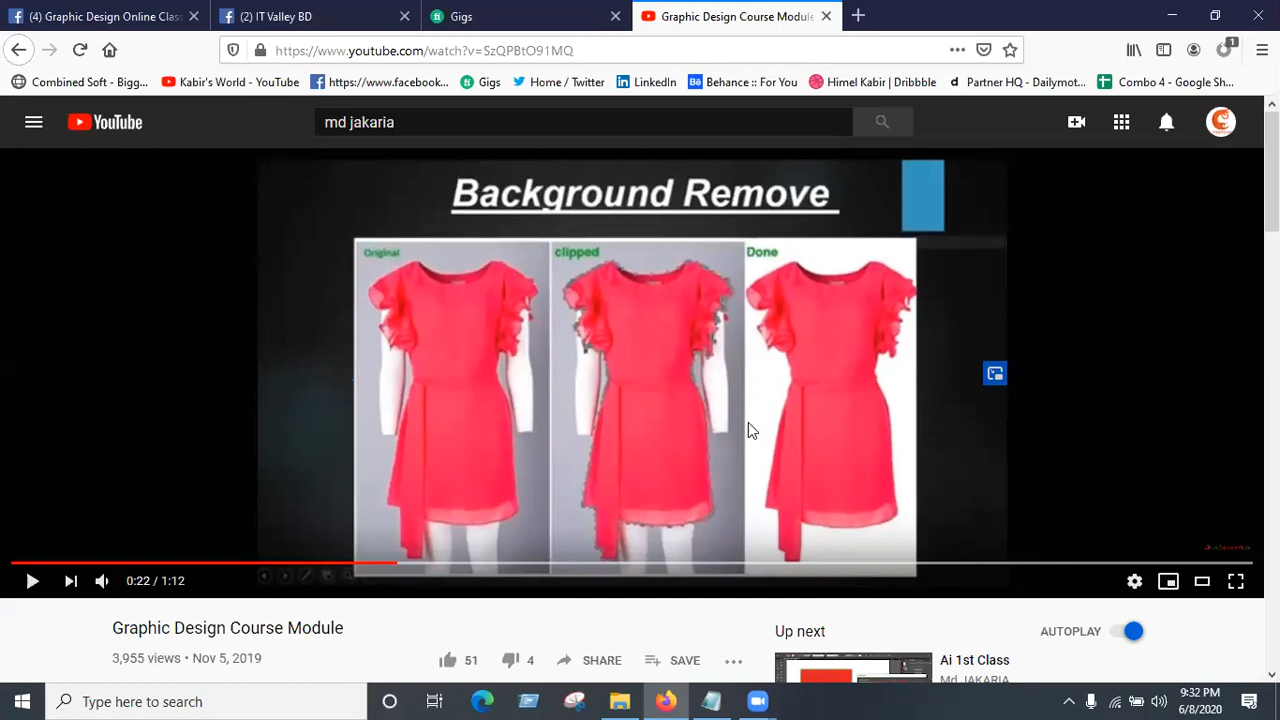 (4) Graphic Design Online Clas
(2) IT Valley BD
Gigs
Graphic Design Course Module
https://www.youtube.com/watch?v=SzQPBtO91MQ
1
Combined Soft - Bigg...
Kabir's World - YouTube
https://www.facebook...
Gigs
Home / Twitter
LinkedIn
Behance :: For You
Himel Kabir | Dribbble
Partner HQ - Dailymot...
Combo 4 - Google Sh...
YouTube
md jakaria
Background Remove
Original
clipped
Done
0:22 / 1:12
Graphic Design Course Module
3,955 views • Nov 5, 2019
51
4
SHARE
SAVE
Up next
AUTOPLAY
Ai 1st Class
Md. JAKARIA
Type here to search
9:32 PM
6/8/2020